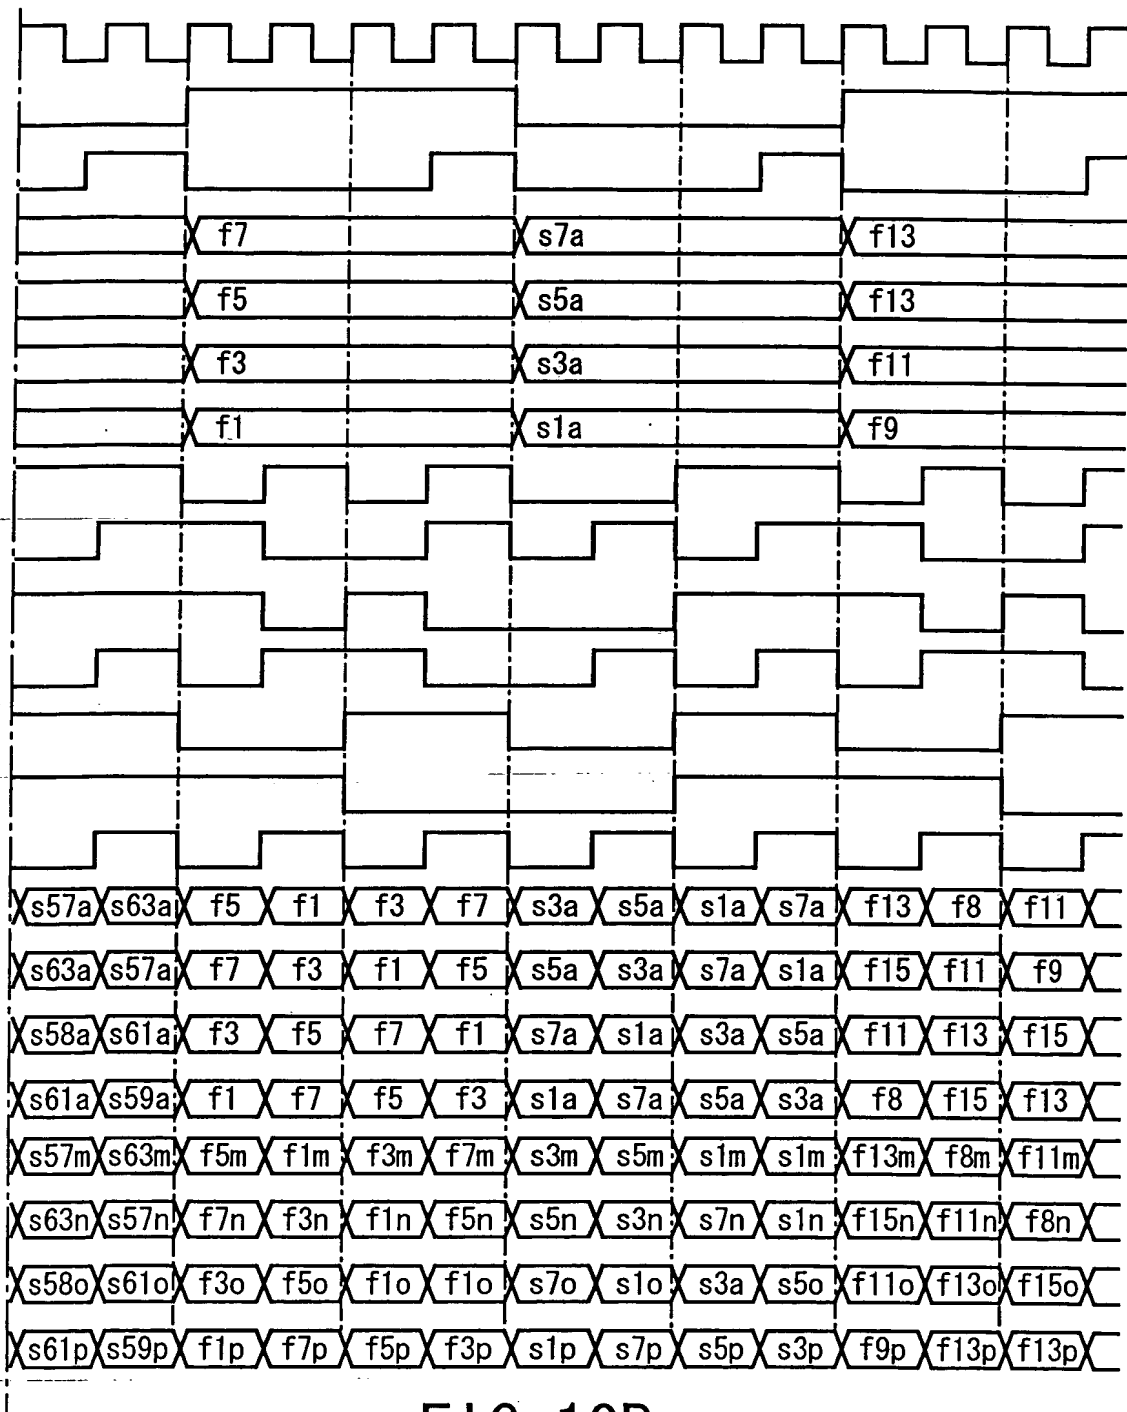 f7 s7a f13
f5 s5a f13
f3 s3a f11
f1 s1a f9
s57a s63a f5 f1 f3 f7 s3a s5a s1a s7a f13 f8 f11
s63a s57a f7 f3 f1 f5 s5a s3a s7a s1a f15 f11 f9
s58a s61a f3 f5 f7 f1 s7a s1a s3a s5a f11 f13 f15
s61a s59a f1 f7 f5 f3 s1a s7a s5a s3a f8 f15 f13
s57m s63m f5m f1m f3m f7m s3m s5m s1m s1m f13m f8m f11m
s63n s57n f7n f3n f1n f5n s5n s3n s7n s1n f15n f11n f8n
s58o s61o f3o f5o f1o f1o s7o s1o s3a s5o f11o f13o f15o
s61p s59p f1p f7p f5p f3p s1p s7p s5p s3p f9p f13p f13p